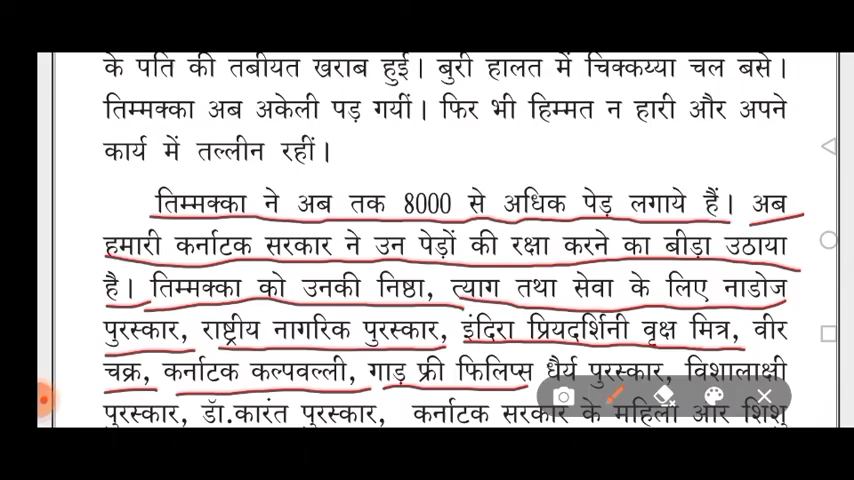 के पति की तबीयत खराब हुई। बुरी हालत में चिक्कय्या चल बसे।
तिम्मक्का अब अकेली पड़ गयीं। फिर भी हिम्मत न हारी और अपने
कार्य में तल्लीन रहीं।
तिम्मक्का ने अब तक 8000 से अधिक पेड़ लगाये हैं। अब
हमारी कर्नाटक सरकार ने उन पेड़ों की रक्षा करने का बीड़ा उठाया
है। तिम्मक्का को उनकी निष्ठा, त्याग तथा सेवा के लिए नाडोज
पुरस्कार, राष्ट्रीय नागरिक पुरस्कार, इंदिरा प्रियदर्शिनी वृक्ष मित्र, वीर
चक्र, कर्नाटक कल्पवल्ली, गाड़ फ्री फिलिप्स धैर्य पुरस्कार, विशालाक्षी
पुरस्कार, डॉ.कारंत पुरस्कार, कर्नाटक सरकार के महिला और शिशु